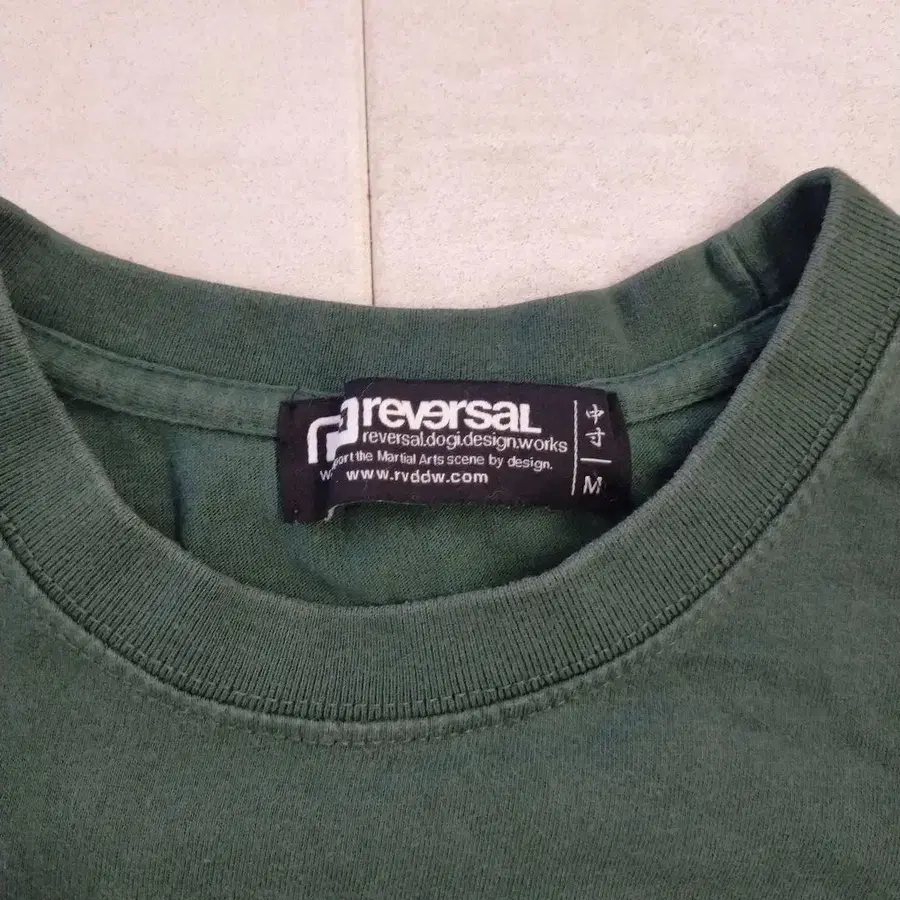 reversal
reversal.dogi.design.works
port the Martial Arts scene by design.
www.rvddw.com
中寸
M